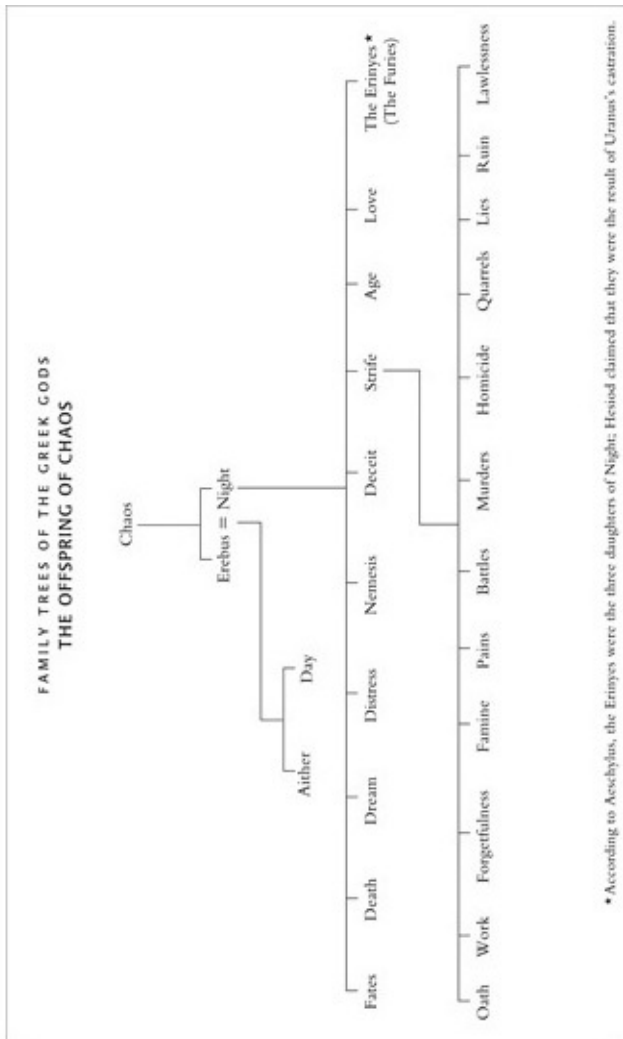 FAMILY TREES OF THE GREEK GODS
THE OFFSPRING OF CHAOS
Chaos
Erebus = Night
Aither Day
Fates Death Dream Distress Nemesis Deceit Strife Age Love The Erinyes★
(The Furies)
Oath Work Forgetfulness Famine Pains Battles Murders Homicide Quarrels Lies Ruin Lawlessness
★According to Aeschylus, the Erinyes were the three daughters of Night; Hesiod claimed that they were the result of Uranus's castration.